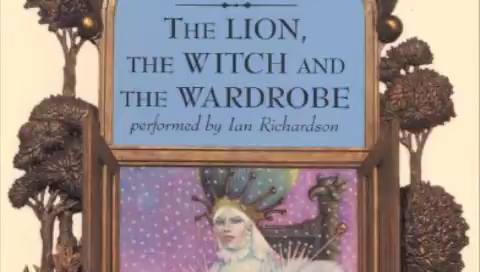 THE LION,
THE WITCH AND
THE WARDROBE
performed by Ian Richardson